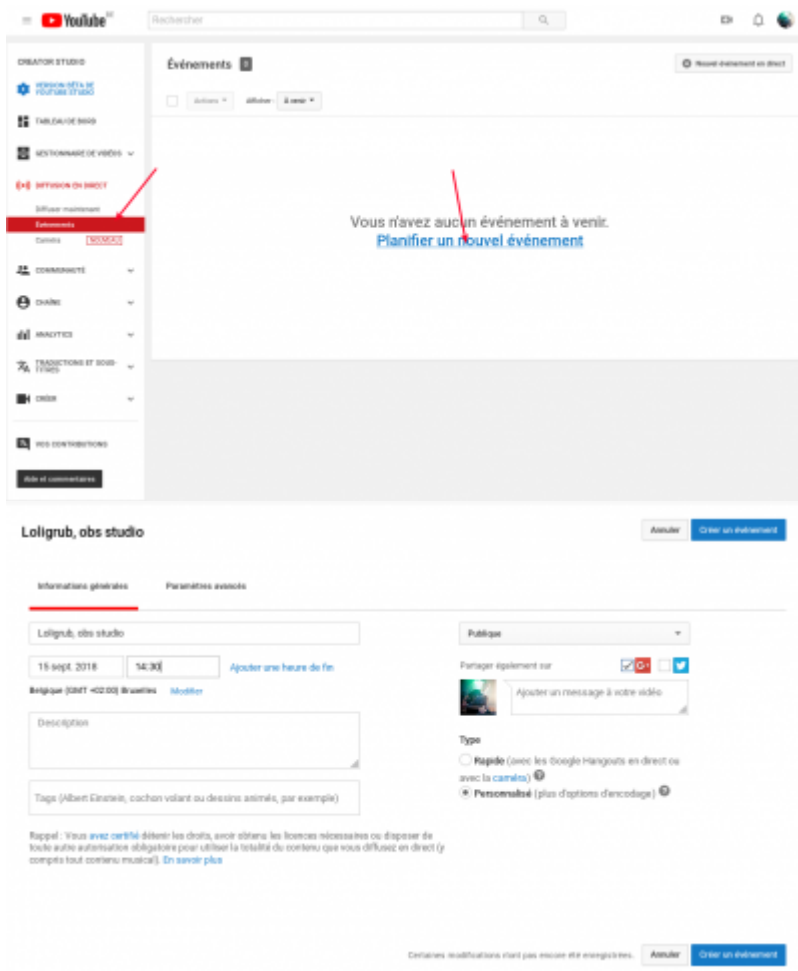 YouTube BE
Rechercher
CREATOR STUDIO
VERSION BÊTA DE
YOUTUBE STUDIO
TABLEAU DE BORD
GESTIONNAIRE DE VIDÉOS
DIFFUSION EN DIRECT
Diffuser maintenant
Événements
Caméra NOUVEAU
COMMUNAUTÉ
CHAÎNE
ANALYTICS
TRADUCTIONS ET SOUS-
TITRES
CRÉER
VOS CONTRIBUTIONS
Aide et commentaires
Événements
Nouvel événement en direct
Actions Afficher : À venir
Vous n'avez aucun événement à venir.
Planifier un nouvel événement
Loligrub, obs studio
Annuler Créer un événement
Informations générales Paramètres avancés
Loligrub, obs studio
15 sept. 2018 14:30 Ajouter une heure de fin
Belgique (GMT +02:00) Bruxelles Modifier
Description
Tags (Albert Einstein, cochon volant ou dessins animés, par exemple)
Rappel : Vous avez certifié détenir les droits, avoir obtenu les licences nécessaires ou disposer de
toute autre autorisation obligatoire pour utiliser la totalité du contenu que vous diffusez en direct (y
compris tout contenu musical). En savoir plus
Publique
Partager également sur G+
Ajouter un message à votre vidéo
Type
Rapide (avec les Google Hangouts en direct ou
avec la caméra) ?
Personnalisé (plus d'options d'encodage) ?
Certaines modifications n'ont pas encore été enregistrées. Annuler Créer un événement